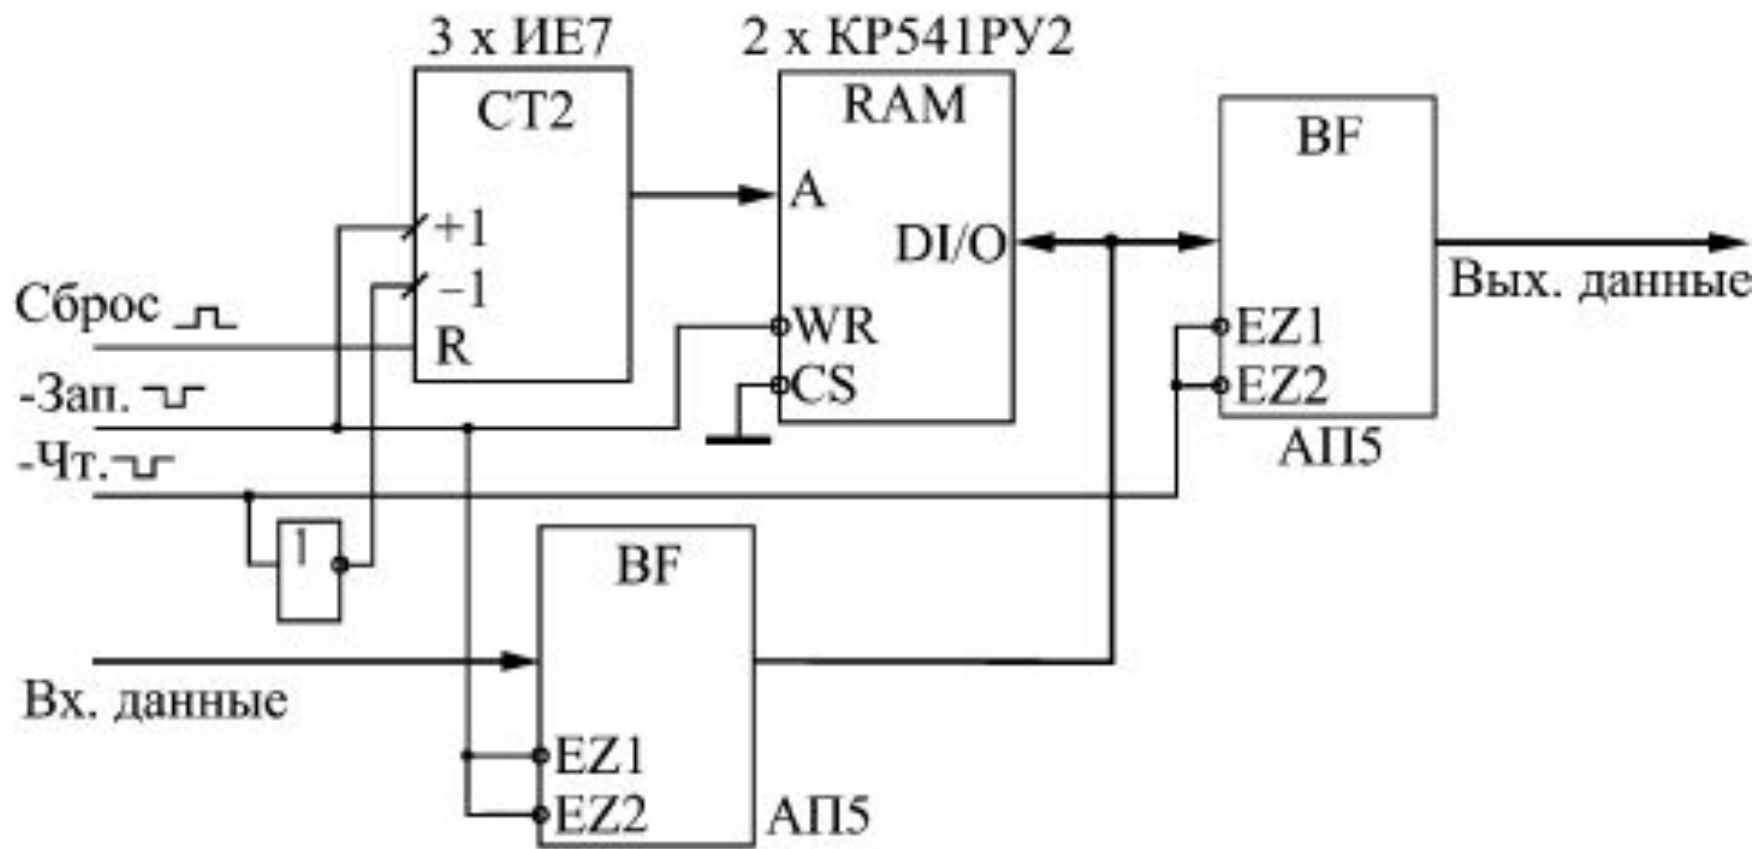 3 x ИЕ7
2 x КР541РУ2
CT2
RAM
BF
A
+1
DI/O
−1
Вых. данные
Сброс
R
WR
EZ1
-Зап.
CS
EZ2
-Чт.
АП5
1
BF
Вх. данные
EZ1
EZ2
АП5